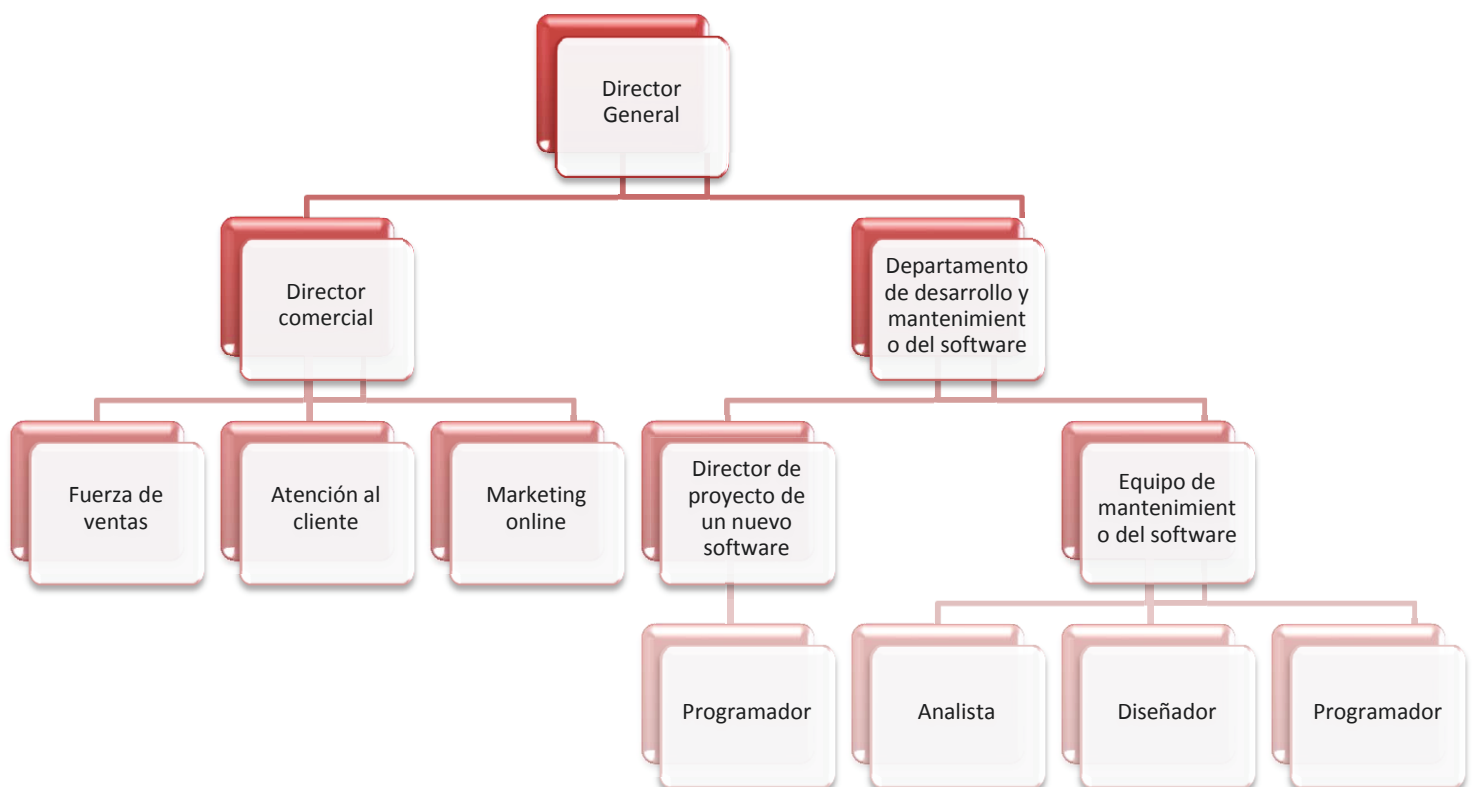 Director
General
Director
comercial
Departamento
de desarrollo y
mantenimient
o del software
Fuerza de
ventas
Atención al
cliente
Marketing
online
Director de
proyecto de
un nuevo
software
Equipo de
mantenimient
o del software
Programador
Analista
Diseñador
Programador